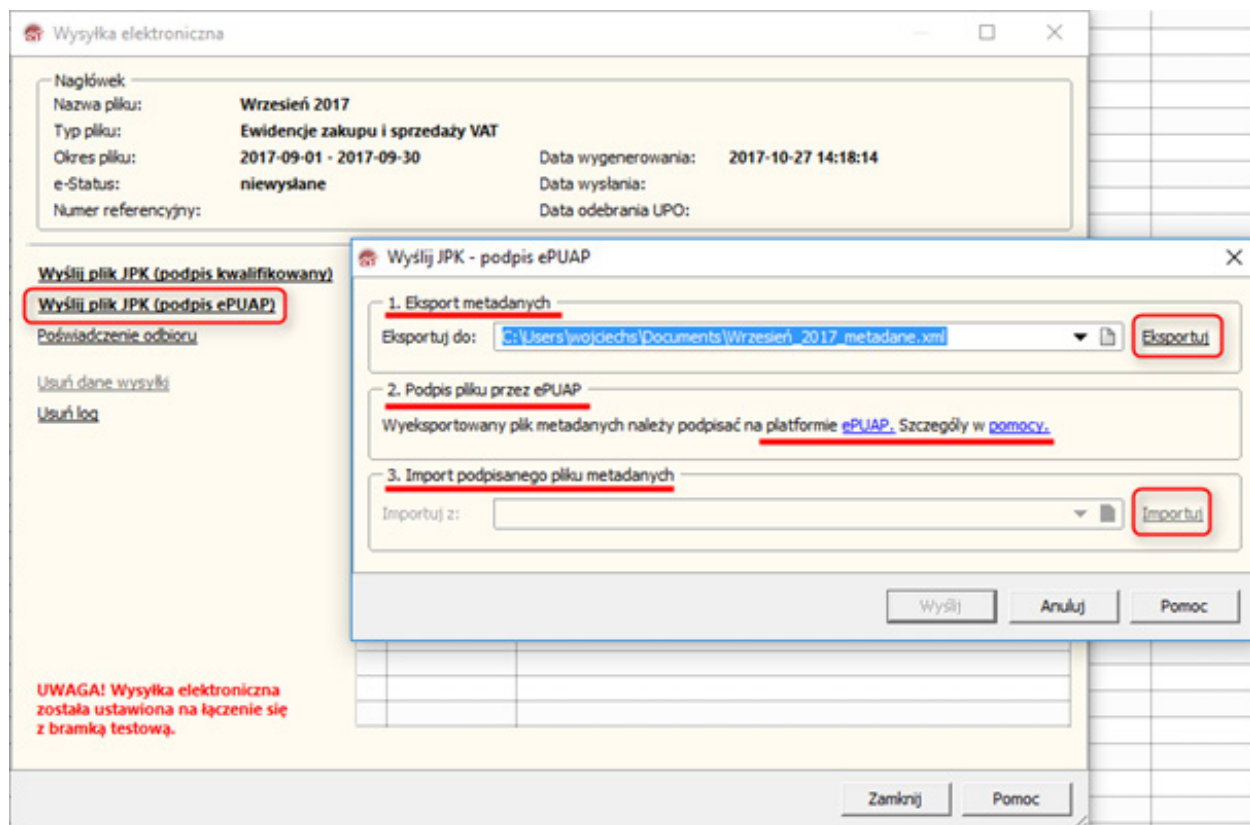 Wysyłka elektroniczna
Nagłówek
Nazwa pliku: Wrzesień 2017
Typ pliku: Ewidencje zakupu i sprzedaży VAT
Okres pliku: 2017-09-01 - 2017-09-30 Data wygenerowania: 2017-10-27 14:18:14
e-Status: niewysłane Data wysłania:
Numer referencyjny: Data odebrania UPO:
Wyślij plik JPK (podpis kwalifikowany)
Wyślij plik JPK (podpis ePUAP)
Poświadczenie odbioru
Usuń dane wysyłki
Usuń log
UWAGA! Wysyłka elektroniczna
została ustawiona na łączenie się
z bramką testową.
Wyślij JPK - podpis ePUAP
1. Eksport metadanych
Eksportuj do: C:\Users\wojciechs\Documents\Wrzesień_2017_metadane.xml Eksportuj
2. Podpis pliku przez ePUAP
Wyeksportowany plik metadanych należy podpisać na platformie ePUAP. Szczegóły w pomocy.
3. Import podpisanego pliku metadanych
Importuj z: Importuj
Wyślij Anuluj Pomoc
Zamknij Pomoc